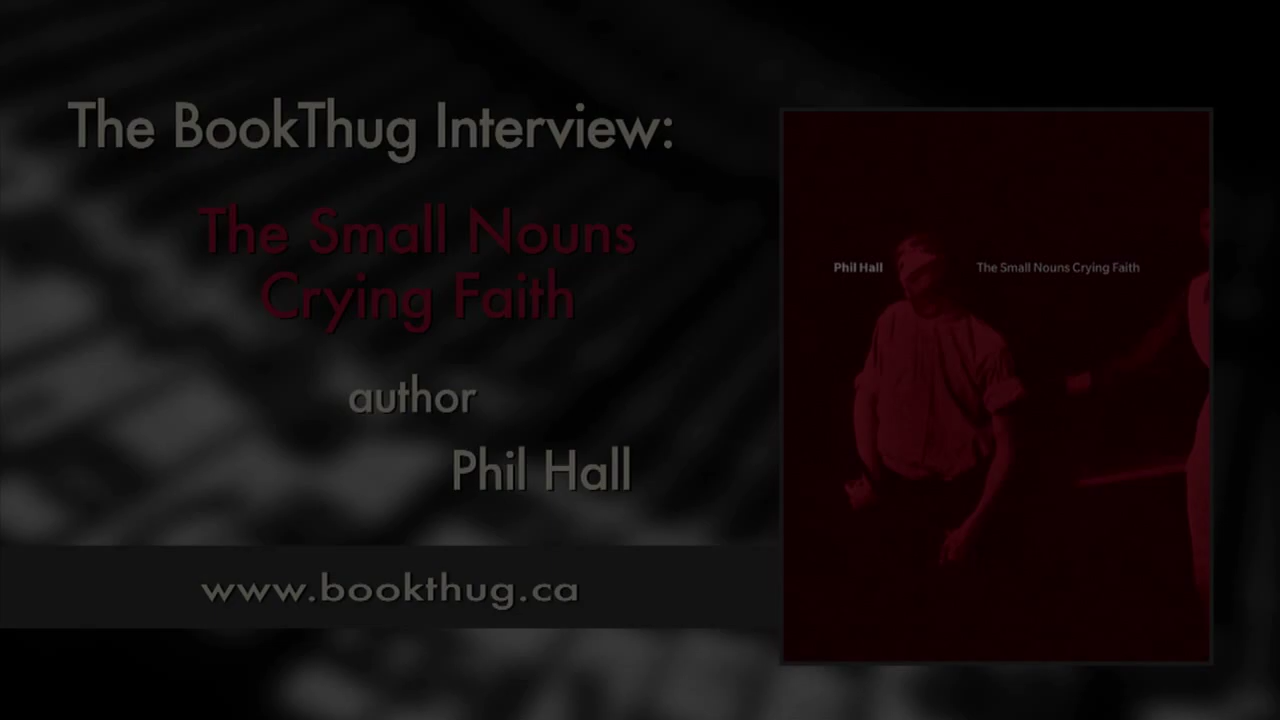 The BookThug Interview:
The Small Nouns
Crying Faith
author
Phil Hall
www.bookthug.ca
Phil Hall
The Small Nouns Crying Faith